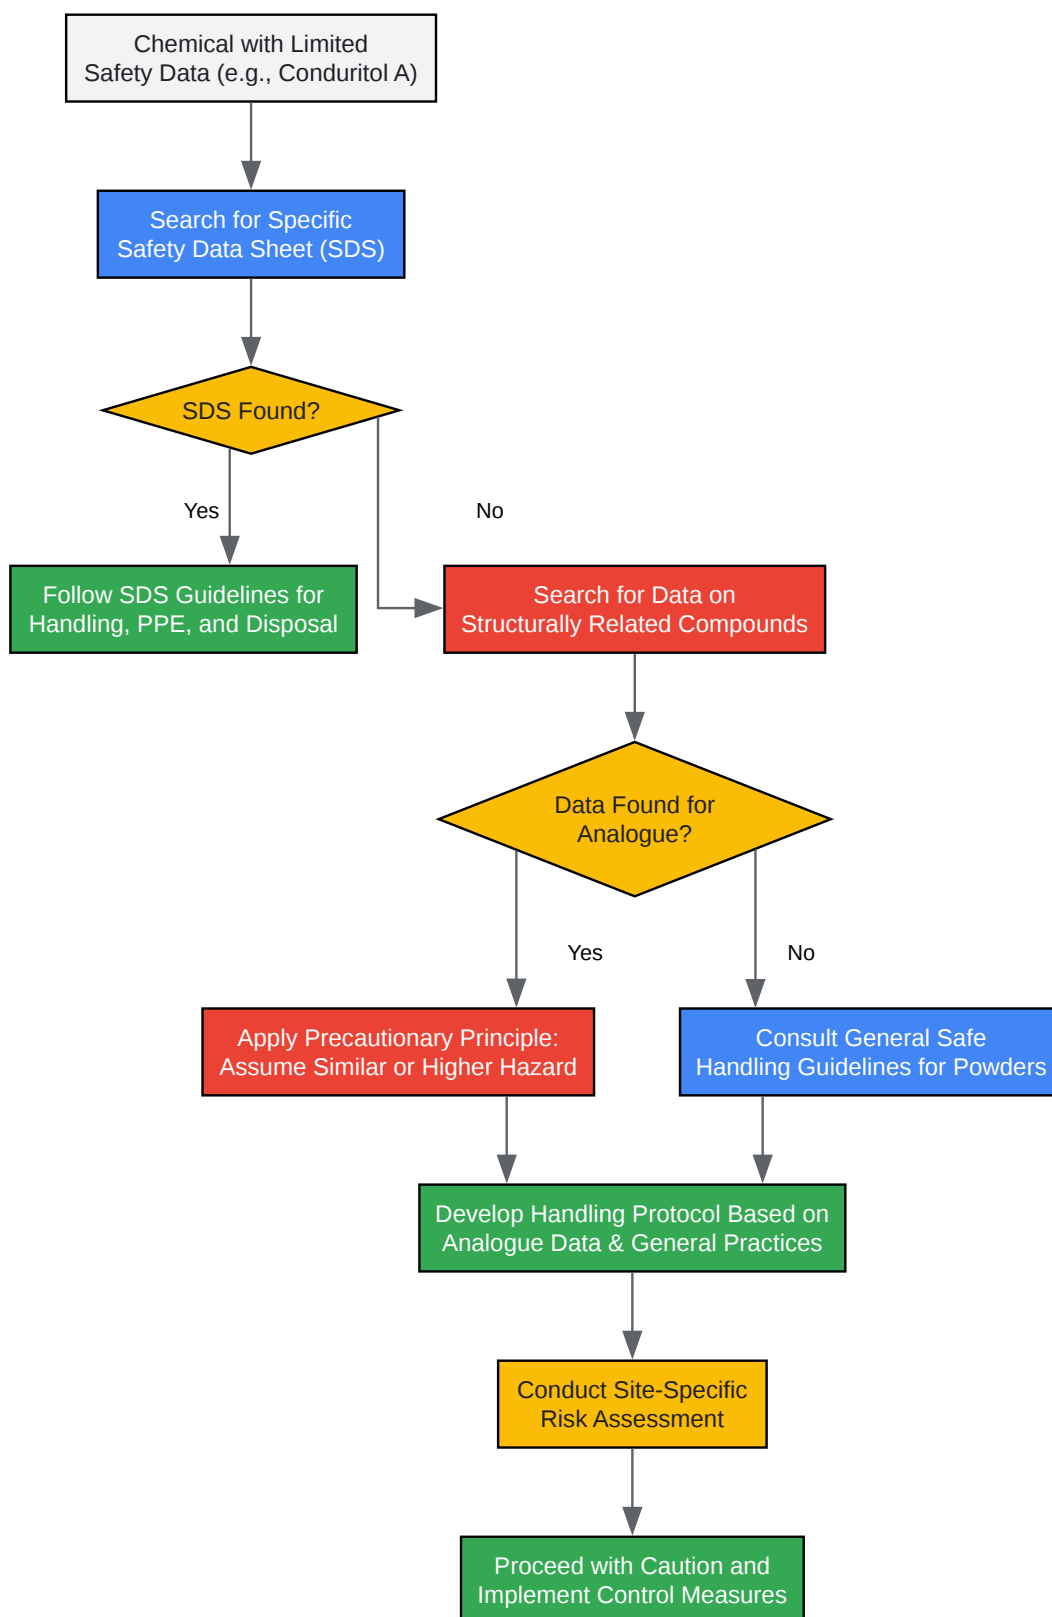 Chemical with Limited
Safety Data (e.g., Conduritol A)
Search for Specific
Safety Data Sheet (SDS)
SDS Found?
Yes
No
Follow SDS Guidelines for
Handling, PPE, and Disposal
Search for Data on
Structurally Related Compounds
Data Found for
Analogue?
Yes
No
Apply Precautionary Principle:
Assume Similar or Higher Hazard
Consult General Safe
Handling Guidelines for Powders
Develop Handling Protocol Based on
Analogue Data & General Practices
Conduct Site-Specific
Risk Assessment
Proceed with Caution and
Implement Control Measures